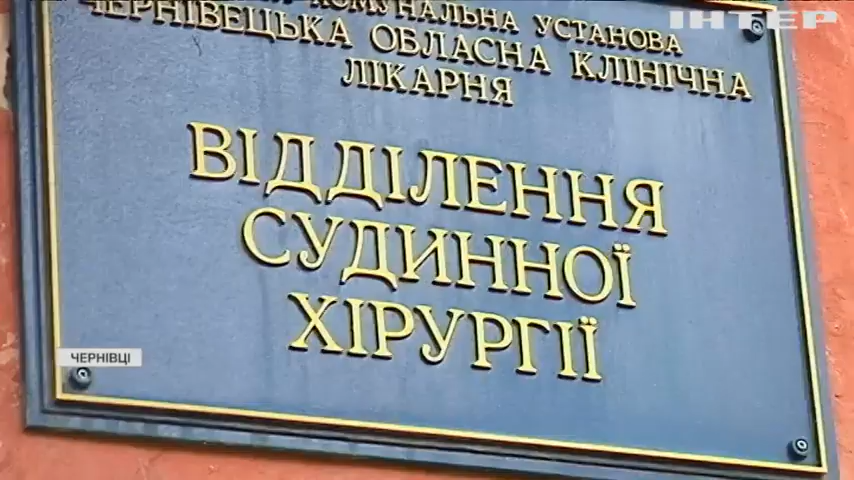 ІНТЕР
КОМУНАЛЬНА УСТАНОВА
ЧЕРНІВЕЦЬКА ОБЛАСНА КЛІНІЧНА
ЛІКАРНЯ
ВІДДІЛЕННЯ
СУДИННОЇ
ХІРУРГІЇ
ЧЕРНІВЦІ